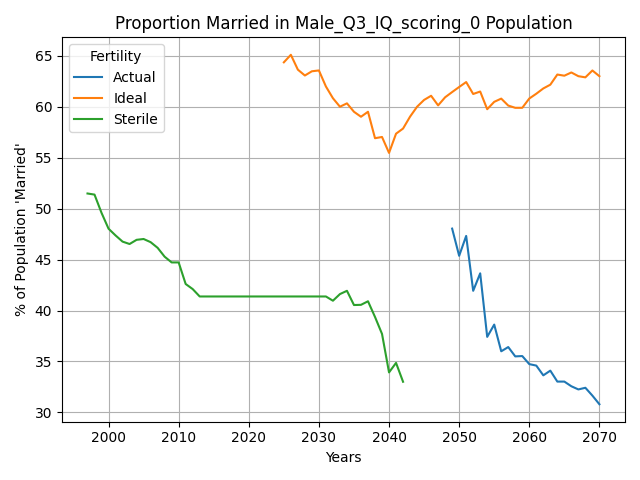 Proportion Married in Male_Q3_IQ_scoring_0 Population
Fertility
Actual
Ideal
Sterile
% of Population 'Married'
65
60
55
50
45
40
35
30
2000
2010
2020
2030
2040
2050
2060
2070
Years